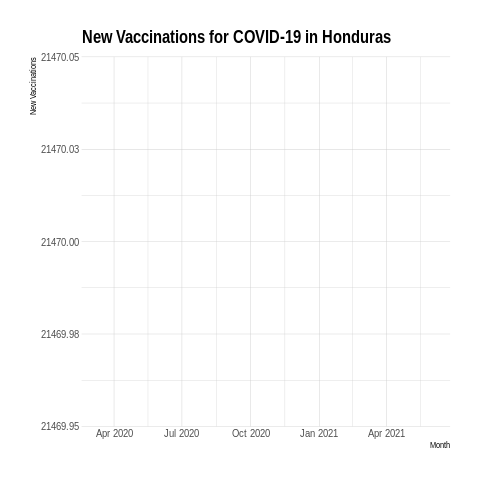 New Vaccinations for COVID-19 in Honduras
New Vaccinations
21470.05
21470.03
21470.00
21469.98
21469.95
Apr 2020
Jul 2020
Oct 2020
Jan 2021
Apr 2021
Month